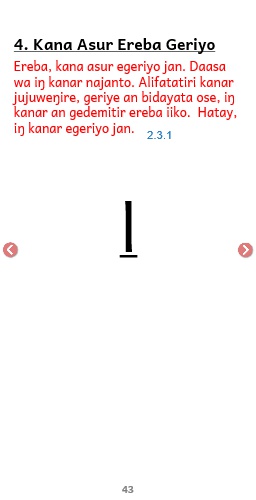 4. Kana Asur Ereba Geriyo
Ereba, kana asur egeriyo jan. Daasa
wa iŋ kanar najanto. Alifatatiri kanar
jujuweŋire, geriye an bidayata ose, iŋ
kanar an gedemitir ereba iiko. Hatay,
iŋ kanar egeriyo jan.
2.3.1
43